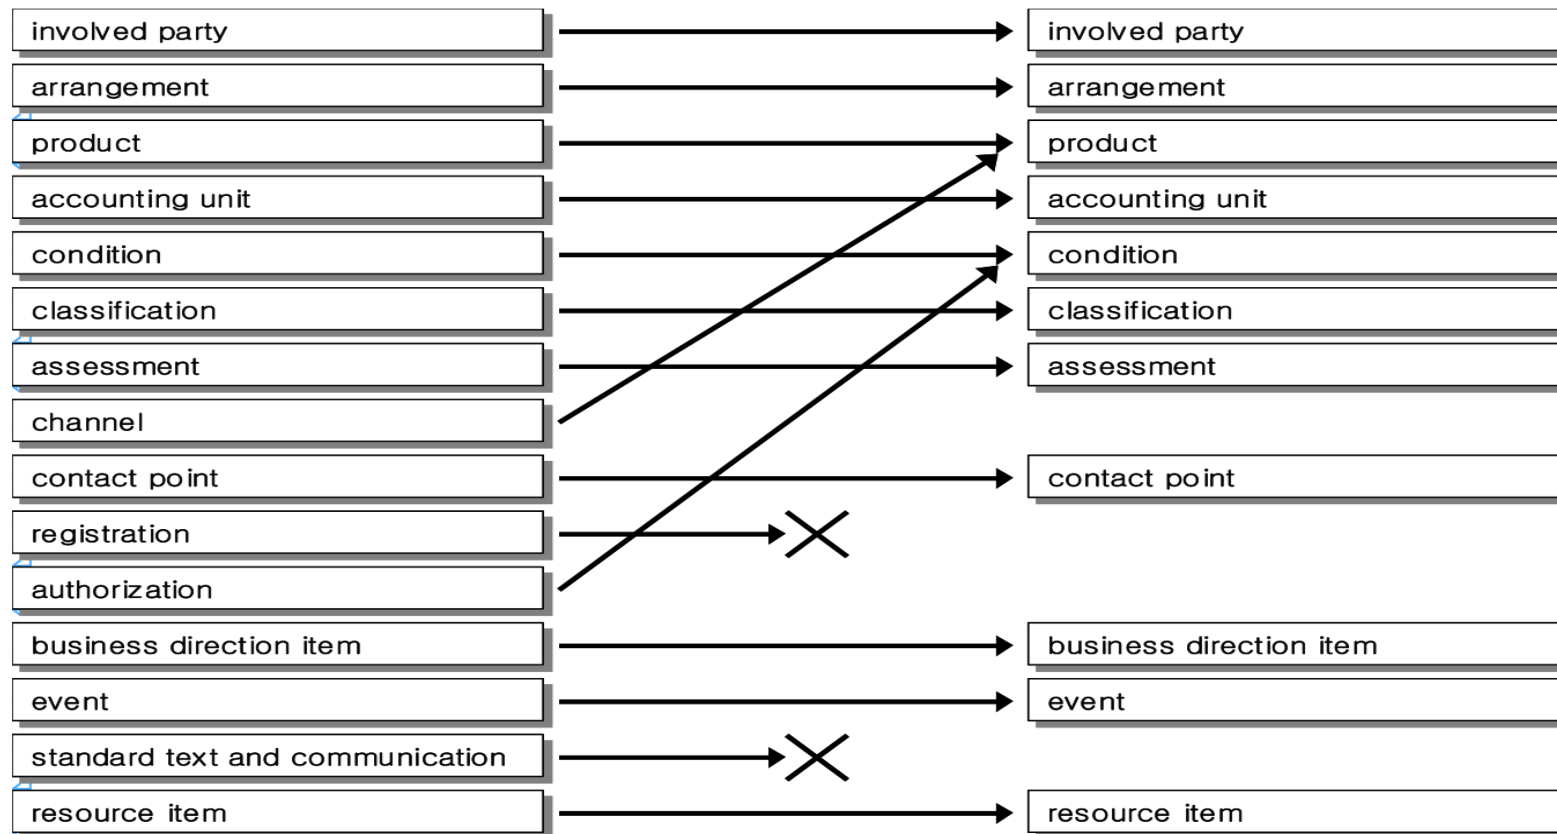 involved party
involved party
arrangement
arrangement
product
product
accounting unit
accounting unit
condition
condition
classification
classification
assessment
assessment
channel
contact point
contact point
registration
authorization
business direction item
business direction item
event
event
standard text and communication
resource item
resource item